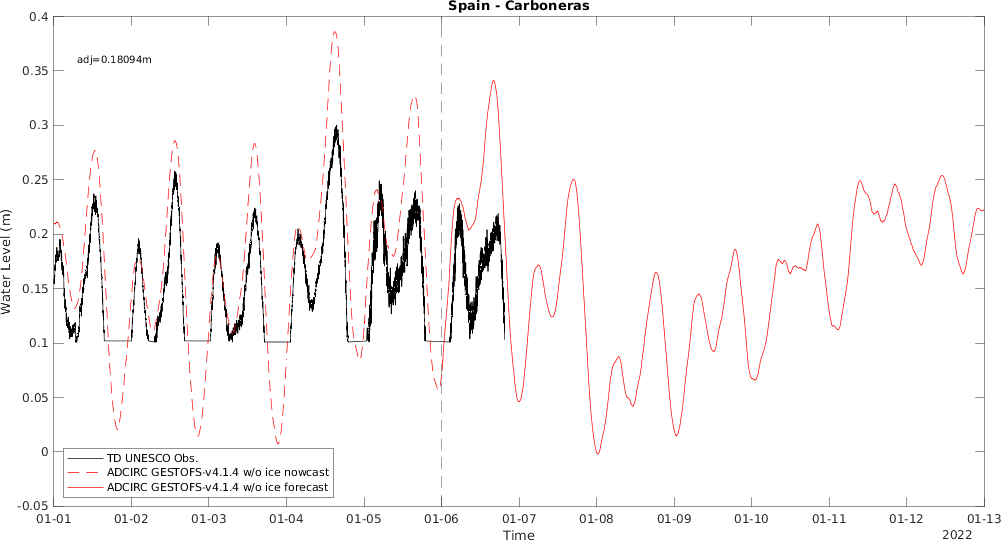 Spain - Carboneras
0.4
0.35
0.3
0.25
0.2
0.15
0.1
0.05
0
-0.05
Water Level (m)
adj=0.18094m
TD UNESCO Obs.
ADCIRC GESTOFS-v4.1.4 w/o ice nowcast
ADCIRC GESTOFS-v4.1.4 w/o ice forecast
01-01 01-02 01-03 01-04 01-05 01-06 01-07 01-08 01-09 01-10 01-11 01-12 01-13
Time
2022